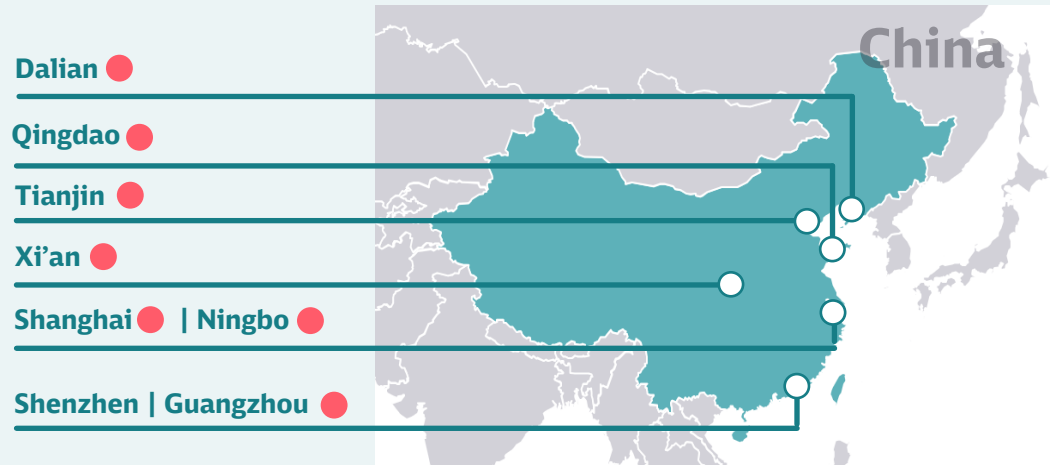 China
Dalian
Qingdao
Tianjin
Xi’an
Shanghai | Ningbo
Shenzhen | Guangzhou